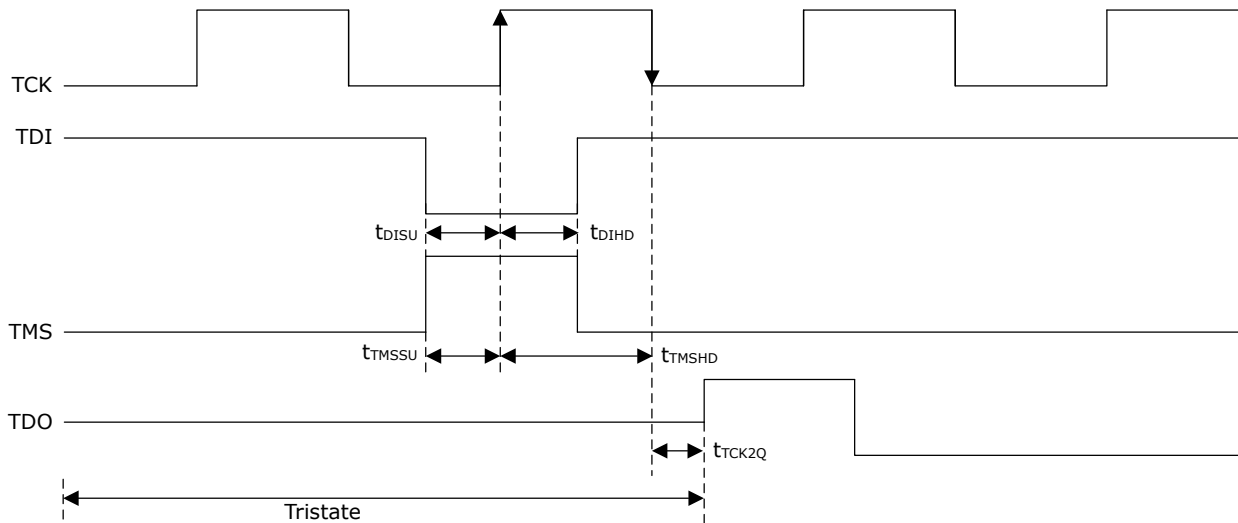 TCK
TDI
tDISU tDIHD
TMS
tTMSSU tTMSHD
TDO
tTCK2Q
Tristate